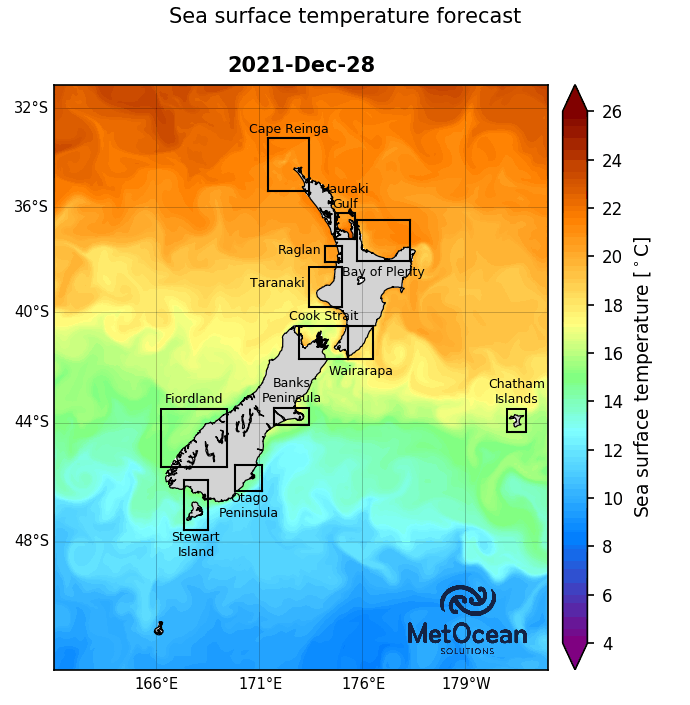 Sea surface temperature forecast
2021-Dec-28
32°S
36°S
40°S
44°S
48°S
166°E
171°E
176°E
179°W
Cape Reinga
Hauraki
Gulf
Raglan
Bay of Plenty
Taranaki
Cook Strait
Wairarapa
Banks
Peninsula
Fiordland
Chatham
Islands
Otago
Peninsula
Stewart
Island
MetOcean
SOLUTIONS
26
24
22
20
18
16
14
12
10
8
6
4
Sea surface temperature [°C]